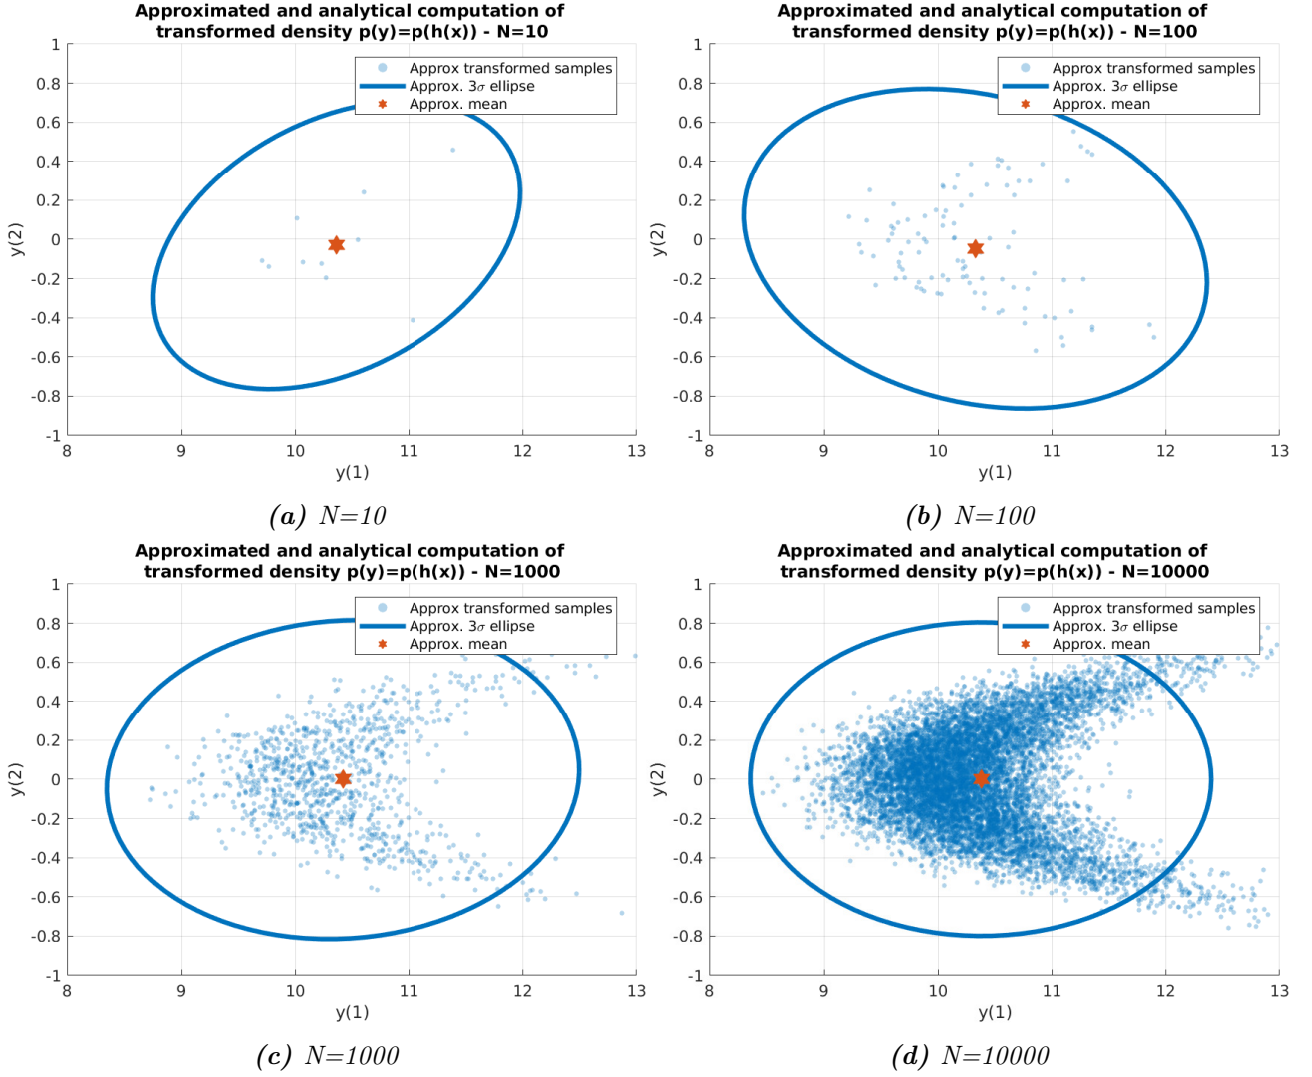 Approximated and analytical computation of
transformed density p(y)=p(h(x)) - N=10
1
0.8
0.6
0.4
0.2
0
-0.2
-0.4
-0.6
-0.8
-1
y(2)
Approx transformed samples
Approx. 3σ ellipse
Approx. mean
8 9 10 11 12 13
y(1)
(a) N=10
Approximated and analytical computation of
transformed density p(y)=p(h(x)) - N=100
1
0.8
0.6
0.4
0.2
0
-0.2
-0.4
-0.6
-0.8
-1
y(2)
Approx transformed samples
Approx. 3σ ellipse
Approx. mean
8 9 10 11 12 13
y(1)
(b) N=100
Approximated and analytical computation of
transformed density p(y)=p(h(x)) - N=1000
1
0.8
0.6
0.4
0.2
0
-0.2
-0.4
-0.6
-0.8
-1
y(2)
Approx transformed samples
Approx. 3σ ellipse
Approx. mean
8 9 10 11 12 13
y(1)
(c) N=1000
Approximated and analytical computation of
transformed density p(y)=p(h(x)) - N=10000
1
0.8
0.6
0.4
0.2
0
-0.2
-0.4
-0.6
-0.8
-1
y(2)
Approx transformed samples
Approx. 3σ ellipse
Approx. mean
8 9 10 11 12 13
y(1)
(d) N=10000